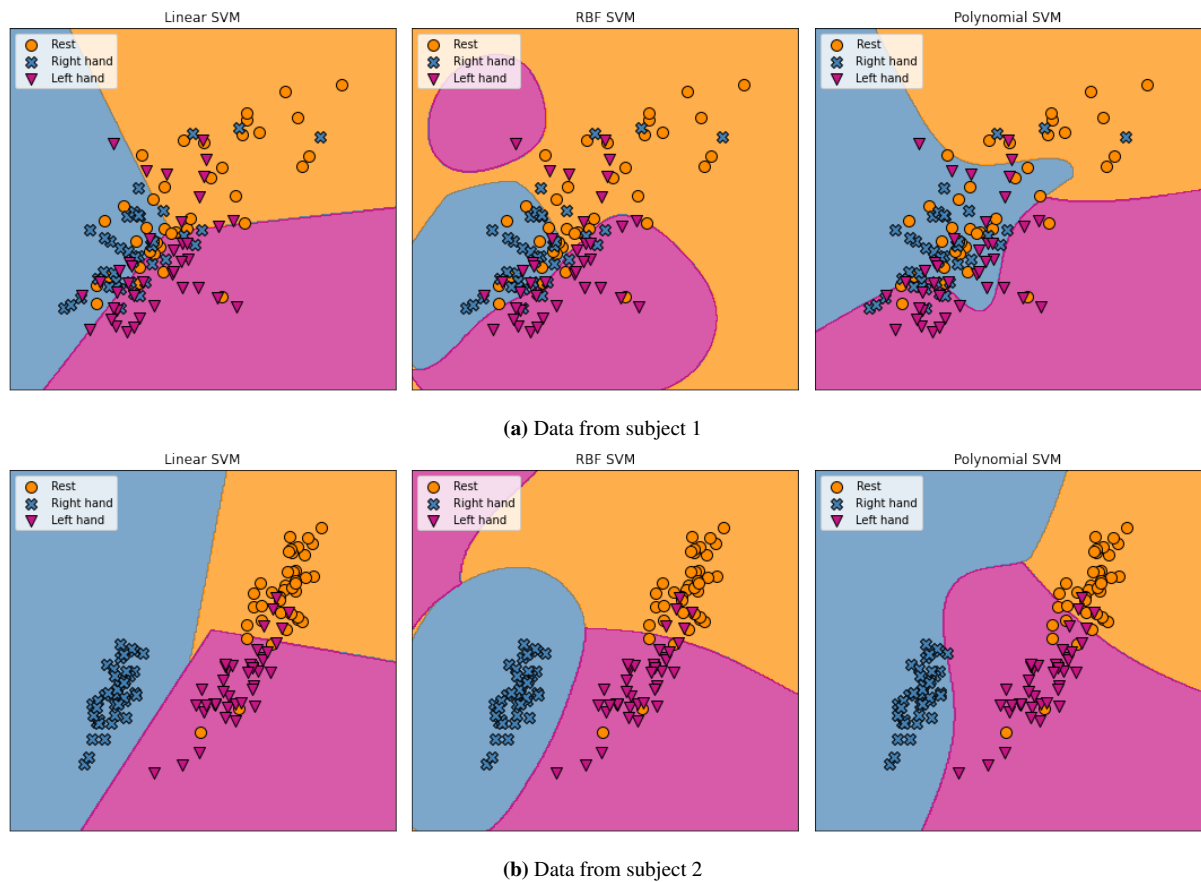 Linear SVM
RBF SVM
Polynomial SVM
Rest
Right hand
Left hand
Rest
Right hand
Left hand
Rest
Right hand
Left hand
(a) Data from subject 1
Linear SVM
RBF SVM
Polynomial SVM
Rest
Right hand
Left hand
Rest
Right hand
Left hand
Rest
Right hand
Left hand
(b) Data from subject 2